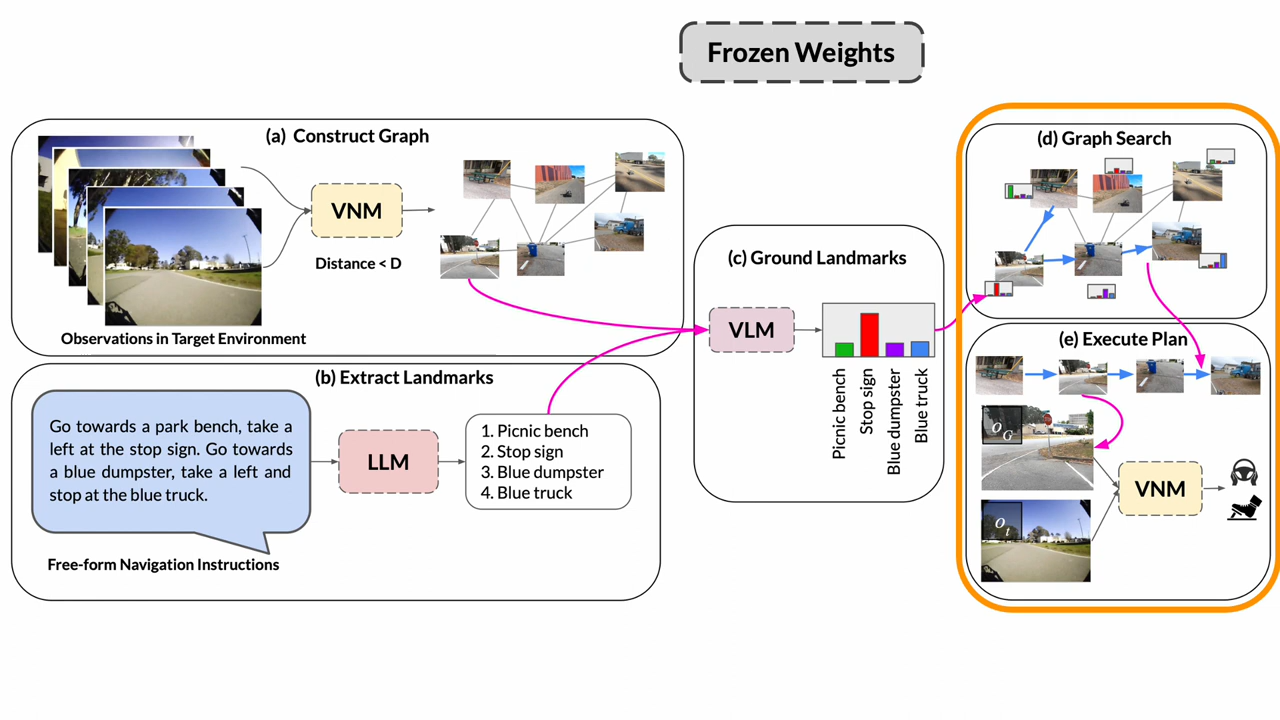 Frozen Weights
(a) Construct Graph
VNM
Distance < D
Observations in Target Environment
(b) Extract Landmarks
Go towards a park bench, take a
left at the stop sign. Go towards
a blue dumpster, take a left and
stop at the blue truck.
LLM
1. Picnic bench
2. Stop sign
3. Blue dumpster
4. Blue truck
Free-form Navigation Instructions
(c) Ground Landmarks
VLM
Picnic bench
Stop sign
Blue dumpster
Blue truck
(d) Graph Search
(e) Execute Plan
oG
VNM
ot